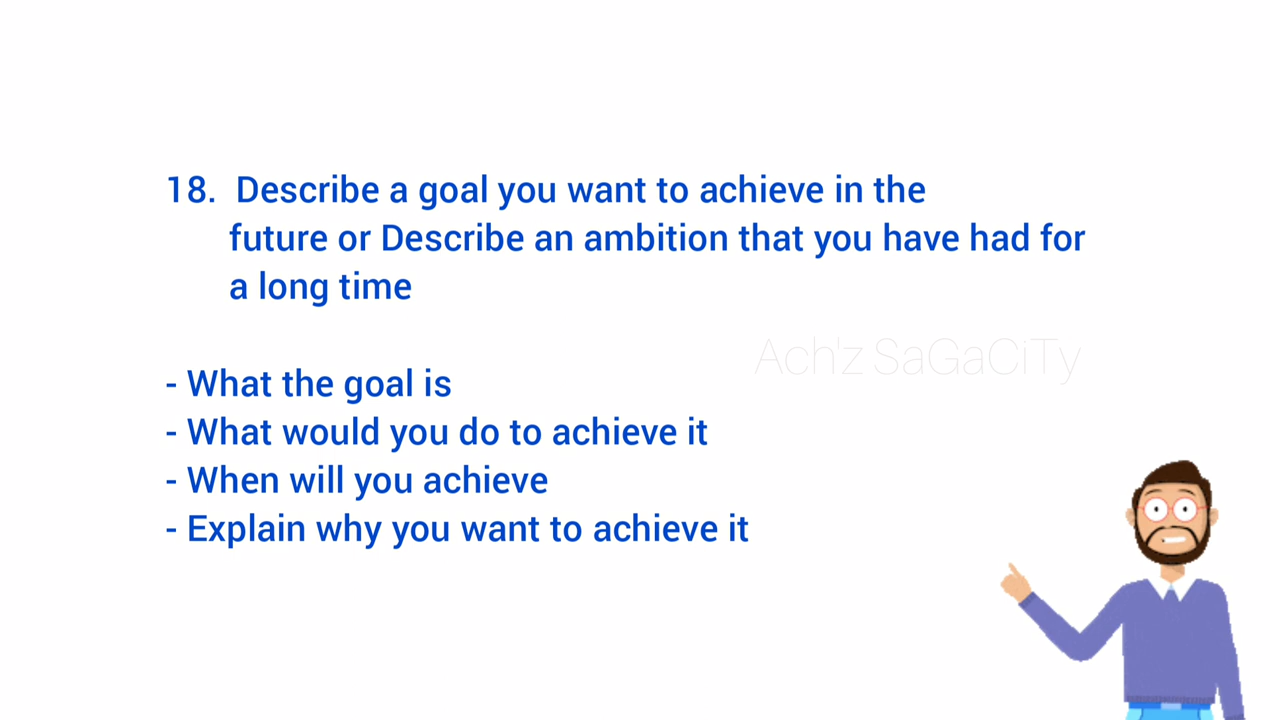 18. Describe a goal you want to achieve in the
future or Describe an ambition that you have had for
a long time
Ach'z SaGaCiTy
- What the goal is
- What would you do to achieve it
- When will you achieve
- Explain why you want to achieve it